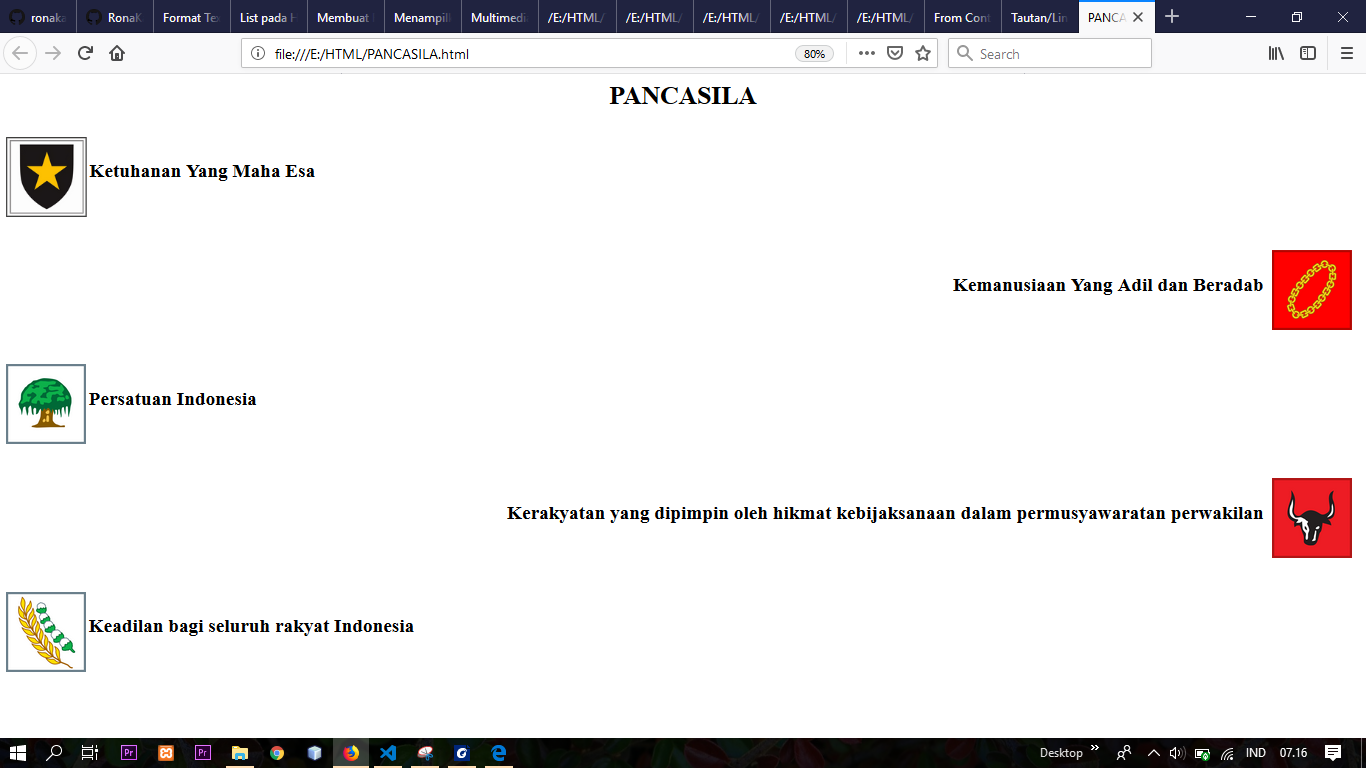 ronaka
RonaK
Format Te
List pada H
Membuat
Menampil
Multimedi
/E:/HTML/
/E:/HTML/
/E:/HTML/
/E:/HTML/
/E:/HTML/
From Cont
Tautan/Lin
PANCA
file:///E:/HTML/PANCASILA.html
80%
Search
PANCASILA
Ketuhanan Yang Maha Esa
Kemanusiaan Yang Adil dan Beradab
Persatuan Indonesia
Kerakyatan yang dipimpin oleh hikmat kebijaksanaan dalam permusyawaratan perwakilan
Keadilan bagi seluruh rakyat Indonesia
Pr
Pr
Desktop
IND
07.16